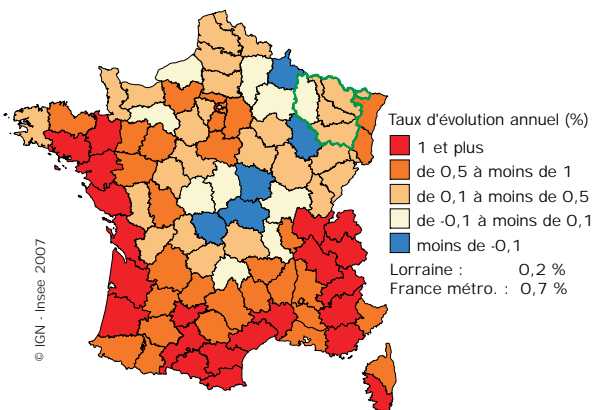 Taux d'évolution annuel (%)
1 et plus
de 0,5 à moins de 1
de 0,1 à moins de 0,5
de -0,1 à moins de 0,1
moins de -0,1
Lorraine : 0,2 %
France métro. : 0,7 %
© IGN - Insee 2007